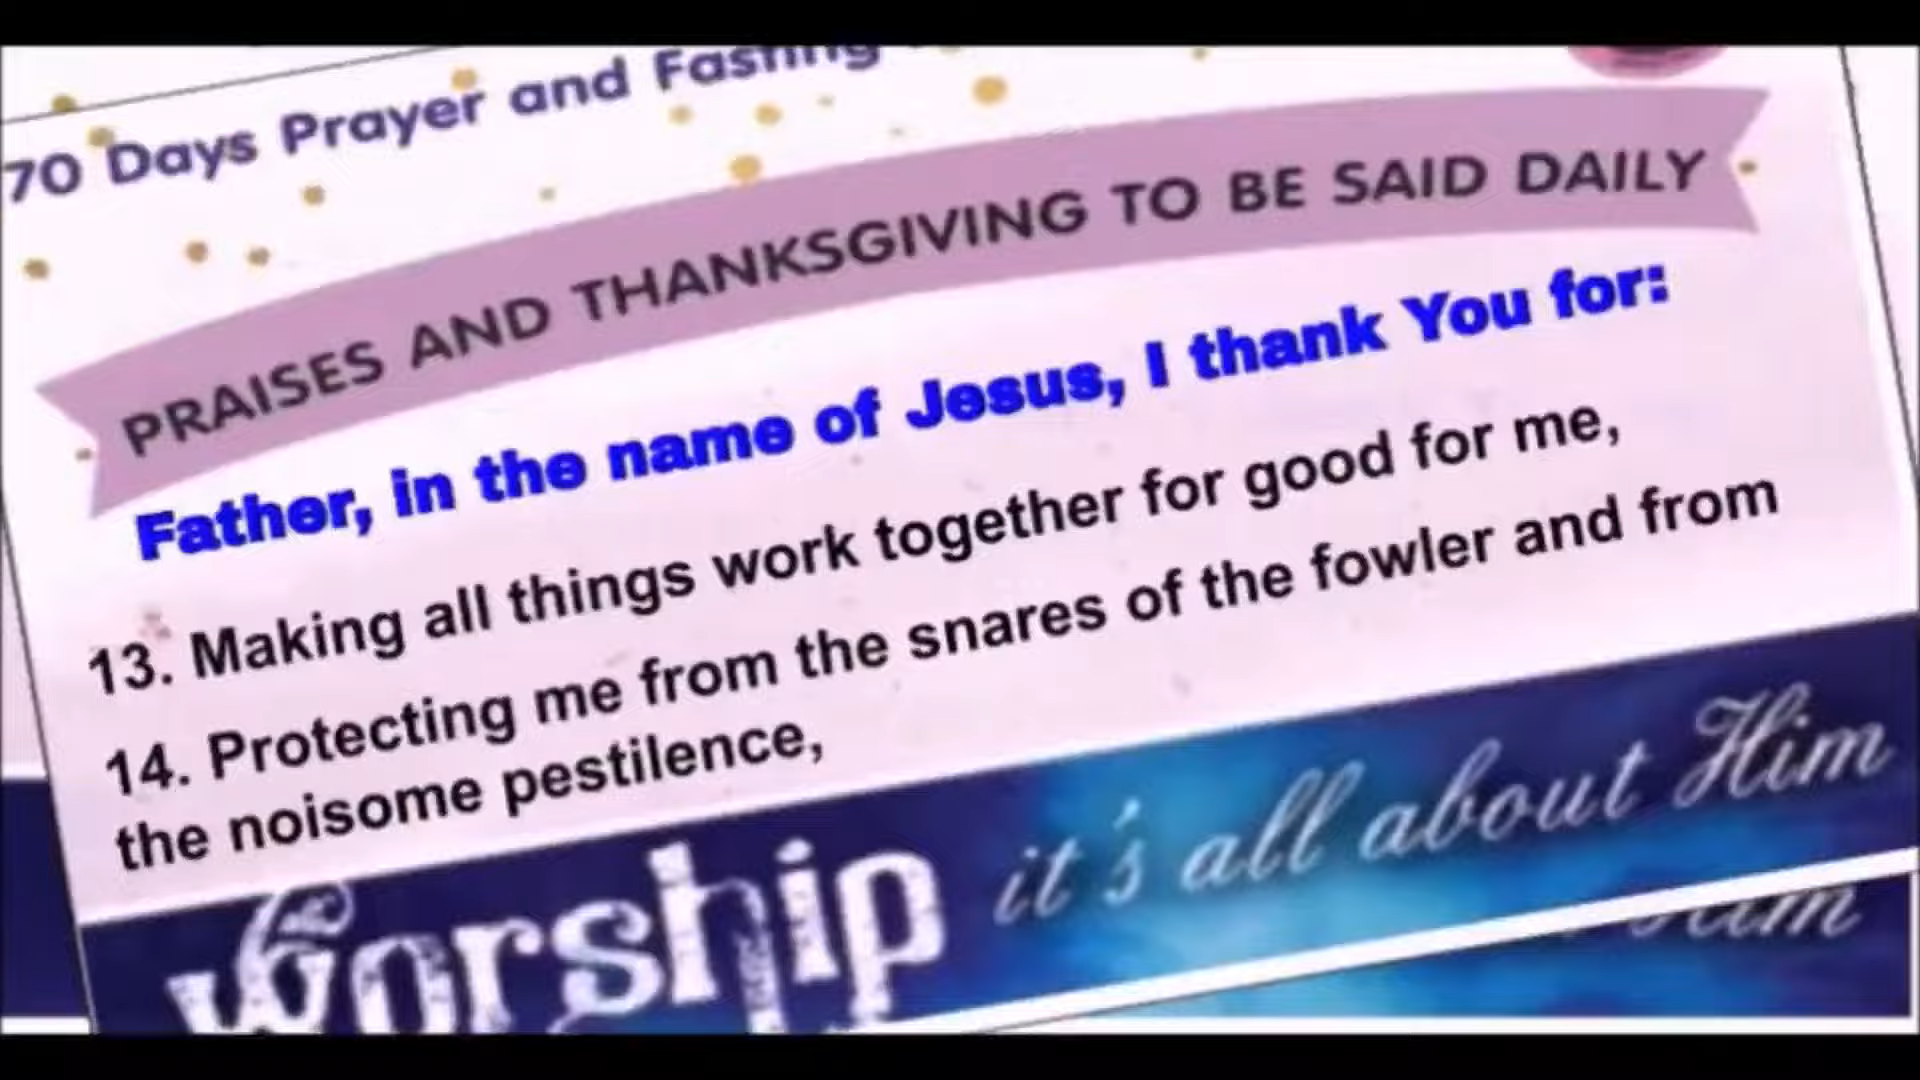 70 Days Prayer and Fasting
PRAISES AND THANKSGIVING TO BE SAID DAILY
Father, in the name of Jesus, I thank You for:
13. Making all things work together for good for me,
14. Protecting me from the snares of the fowler and from
the noisome pestilence,
Worship it's all about Him
Him